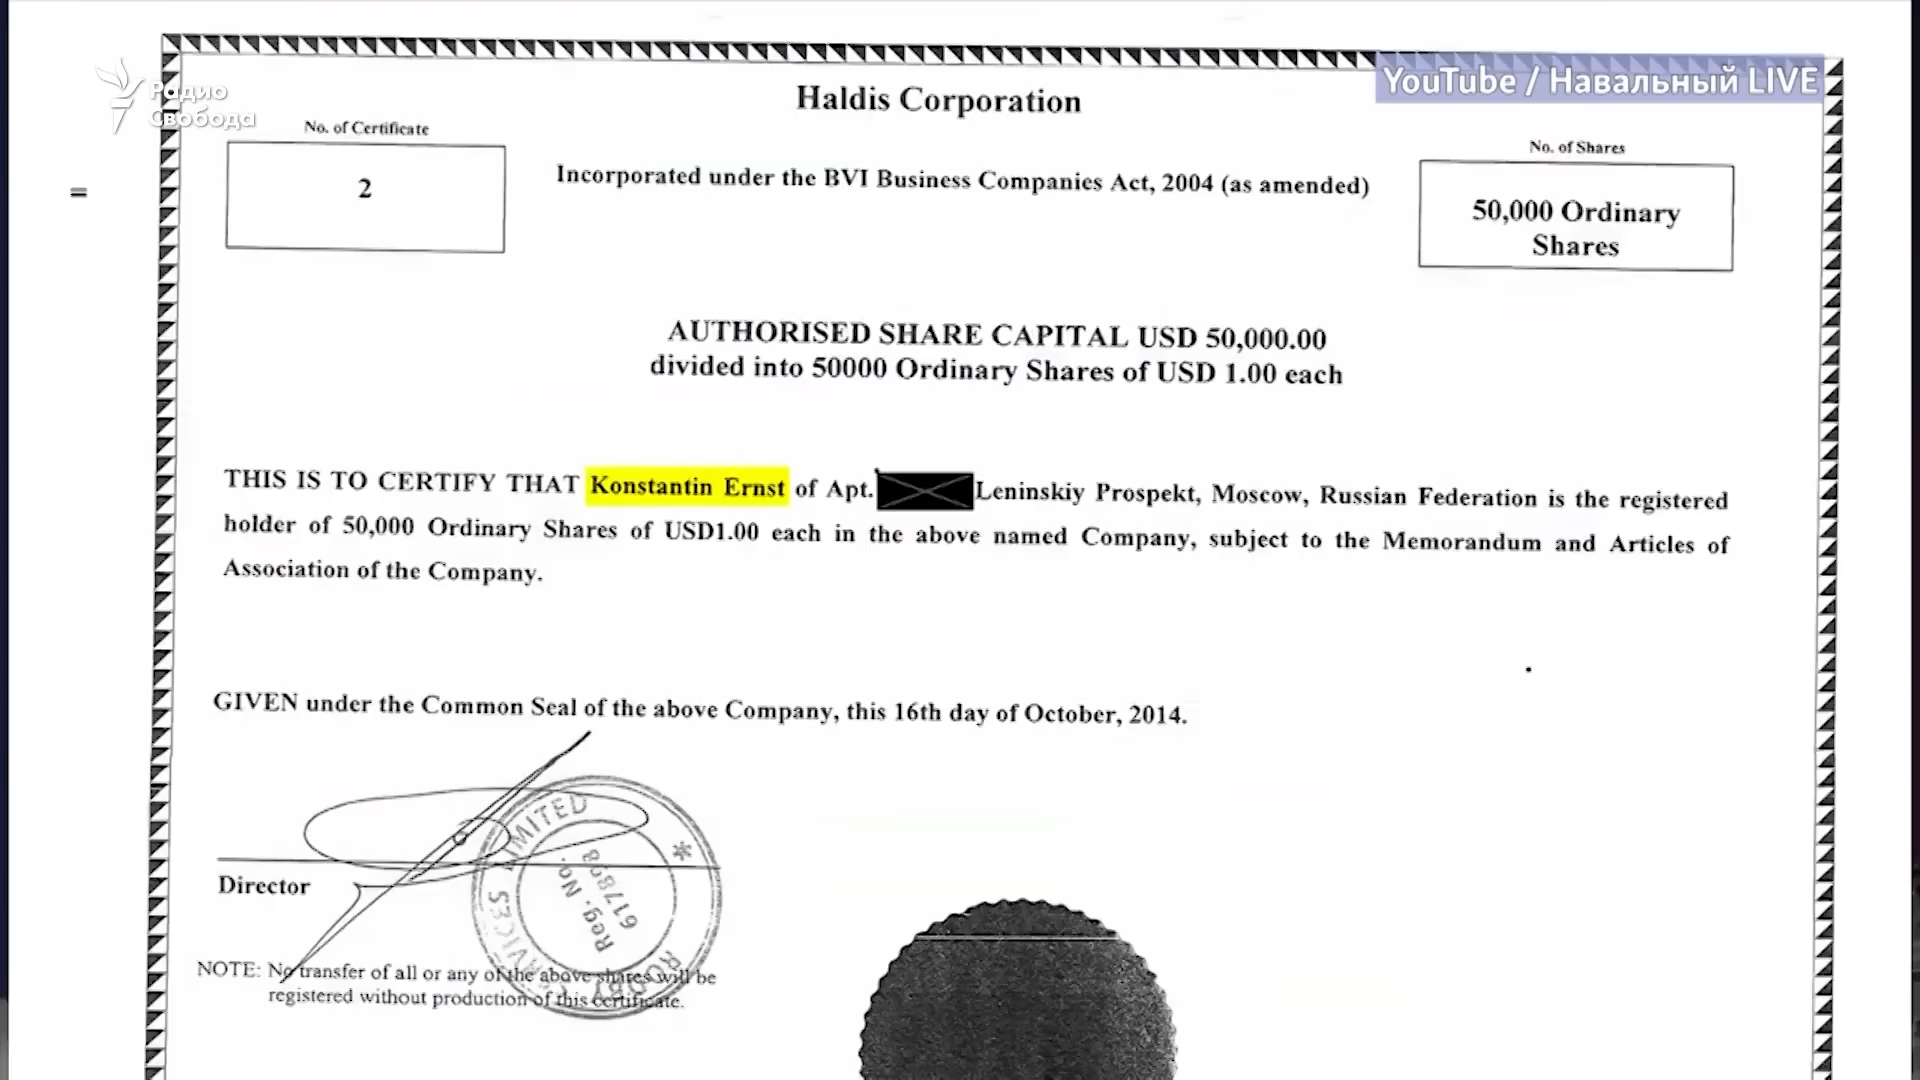 Радио
Свобода
YouTube / Навальный LIVE
Haldis Corporation
No. of Certificate
2
Incorporated under the BVI Business Companies Act, 2004 (as amended)
No. of Shares
50,000 Ordinary
Shares
=
AUTHORISED SHARE CAPITAL USD 50,000.00
divided into 50000 Ordinary Shares of USD 1.00 each
THIS IS TO CERTIFY THAT Konstantin Ernst of Apt. Leninskiy Prospekt, Moscow, Russian Federation is the registered
holder of 50,000 Ordinary Shares of USD1.00 each in the above named Company, subject to the Memorandum and Articles of
Association of the Company.
GIVEN under the Common Seal of the above Company, this 16th day of October, 2014.
Director
SERVICES LIMITED *
Reg. No.
NOTE: No transfer of all or any of the above shares will be
registered without production of this certificate.